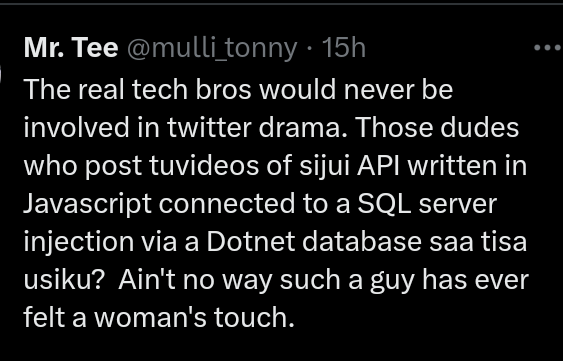 Mr. Tee @mulli_tonny · 15h
The real tech bros would never be
involved in twitter drama. Those dudes
who post tuvideos of sijui API written in
Javascript connected to a SQL server
injection via a Dotnet database saa tisa
usiku?  Ain't no way such a guy has ever
felt a woman's touch.